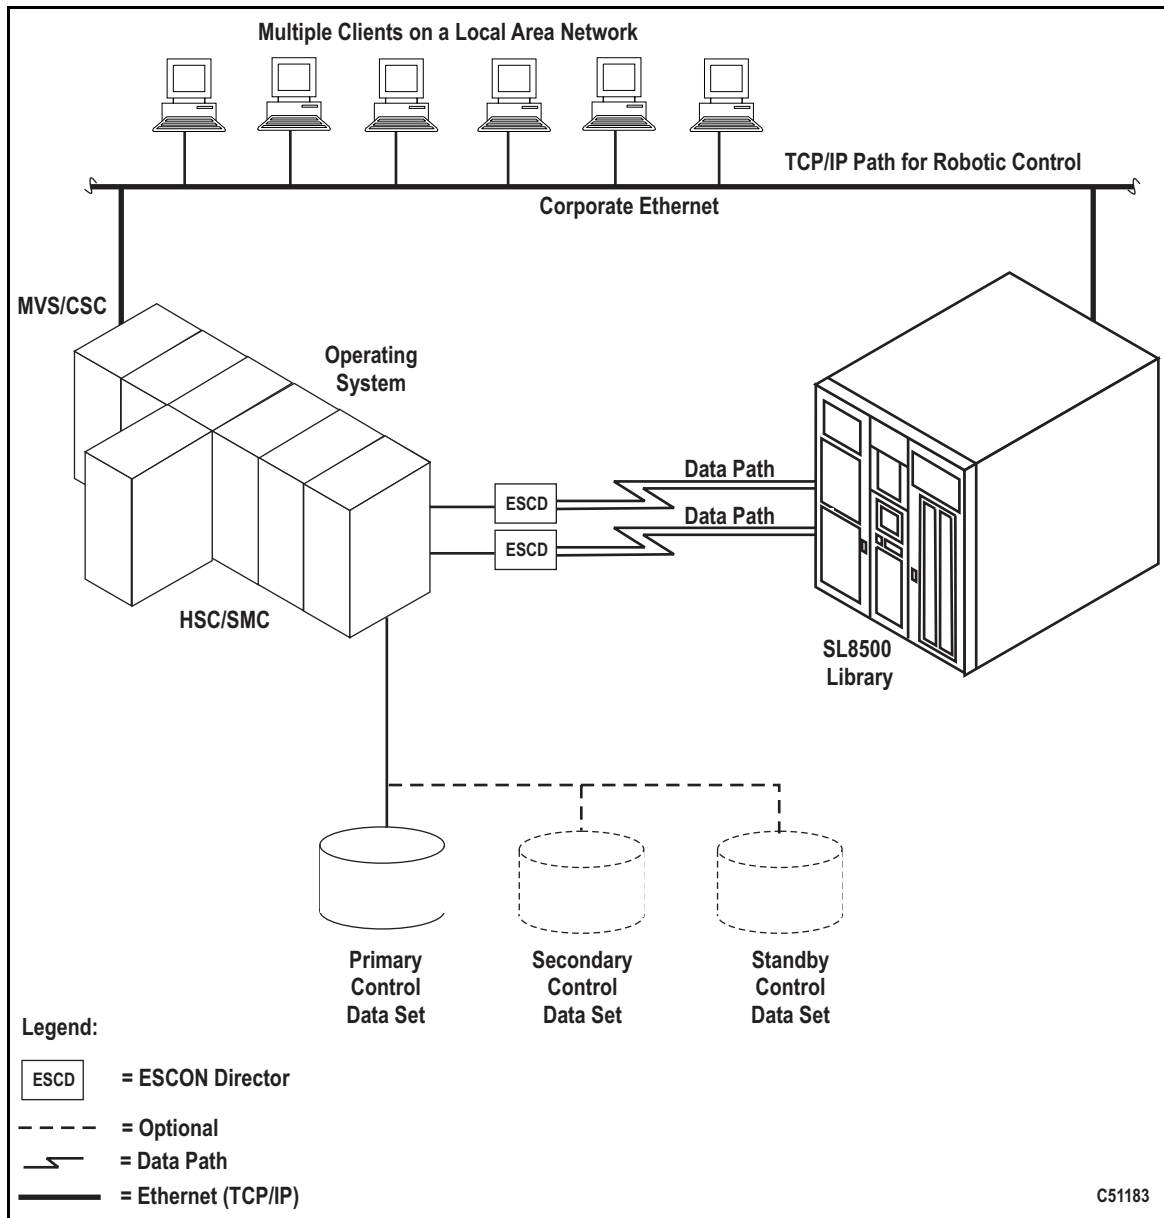 Multiple Clients on a Local Area Network
TCP/IP Path for Robotic Control
Corporate Ethernet
MVS/CSC
Operating
System
Data Path
ESCD
Data Path
ESCD
HSC/SMC
SL8500
Library
Primary
Control
Data Set
Secondary
Control
Data Set
Standby
Control
Data Set
Legend:
ESCD = ESCON Director
= Optional
= Data Path
= Ethernet (TCP/IP)
C51183